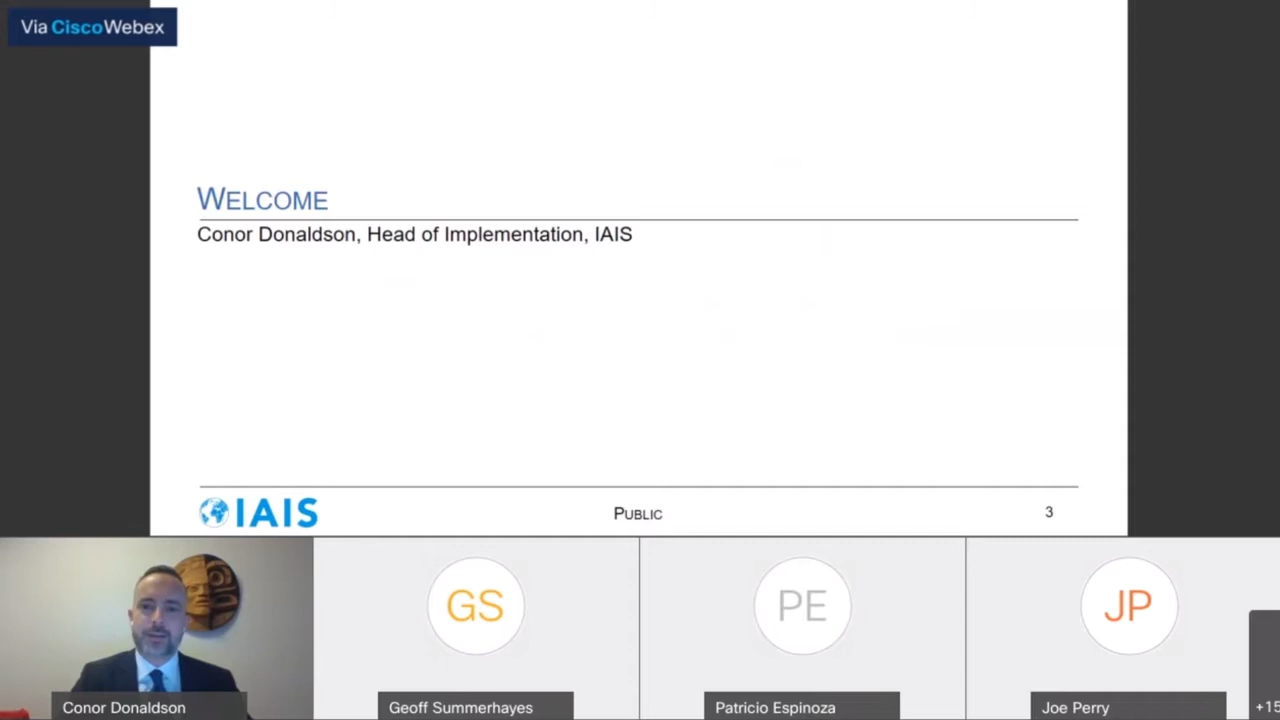 Via CiscoWebex
WELCOME
Conor Donaldson, Head of Implementation, IAIS
IAIS
PUBLIC
3
GS
PE
JP
Conor Donaldson
Geoff Summerhayes
Patricio Espinoza
Joe Perry
+15